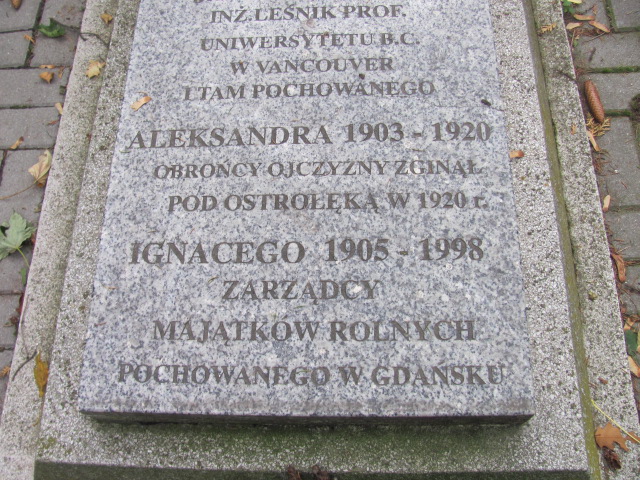 INŻ.LEŚNIK PROF.
UNIWERSYTETU B.C.
W VANCOUVER
I TAM POCHOWANEGO
ALEKSANDRA 1903 - 1920
OBROŃCY OJCZYZNY ZGINĄŁ
POD OSTROŁĘKĄ W 1920 r.
IGNACEGO 1905 - 1998
ZARZĄDCY
MAJĄTKÓW ROLNYCH
POCHOWANEGO W GDAŃSKU